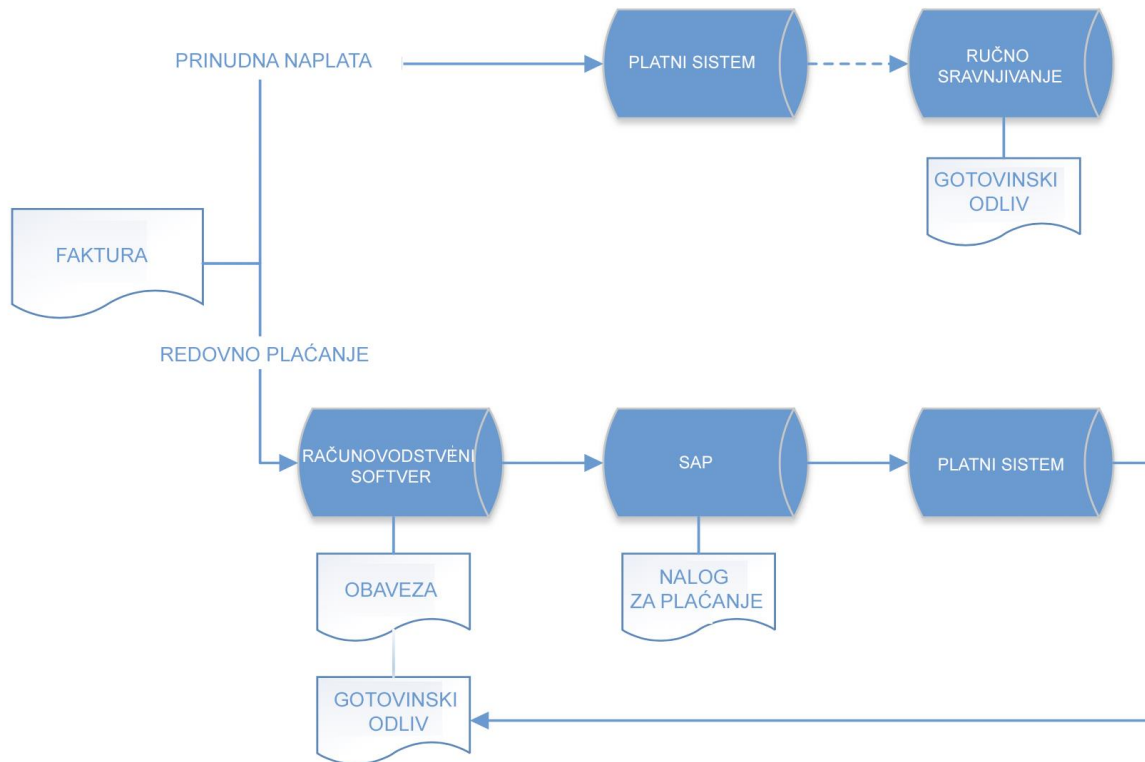 PRINUDNA NAPLATA
PLATNI SISTEM
RUČNO
SRAVNJIVANJE
GOTOVINSKI
ODLIV
FAKTURA
REDOVNO PLAĆANJE
RAČUNOVODSTVENI
SOFTVER
SAP
PLATNI SISTEM
OBAVEZA
NALOG
ZA PLAĆANJE
GOTOVINSKI
ODLIV